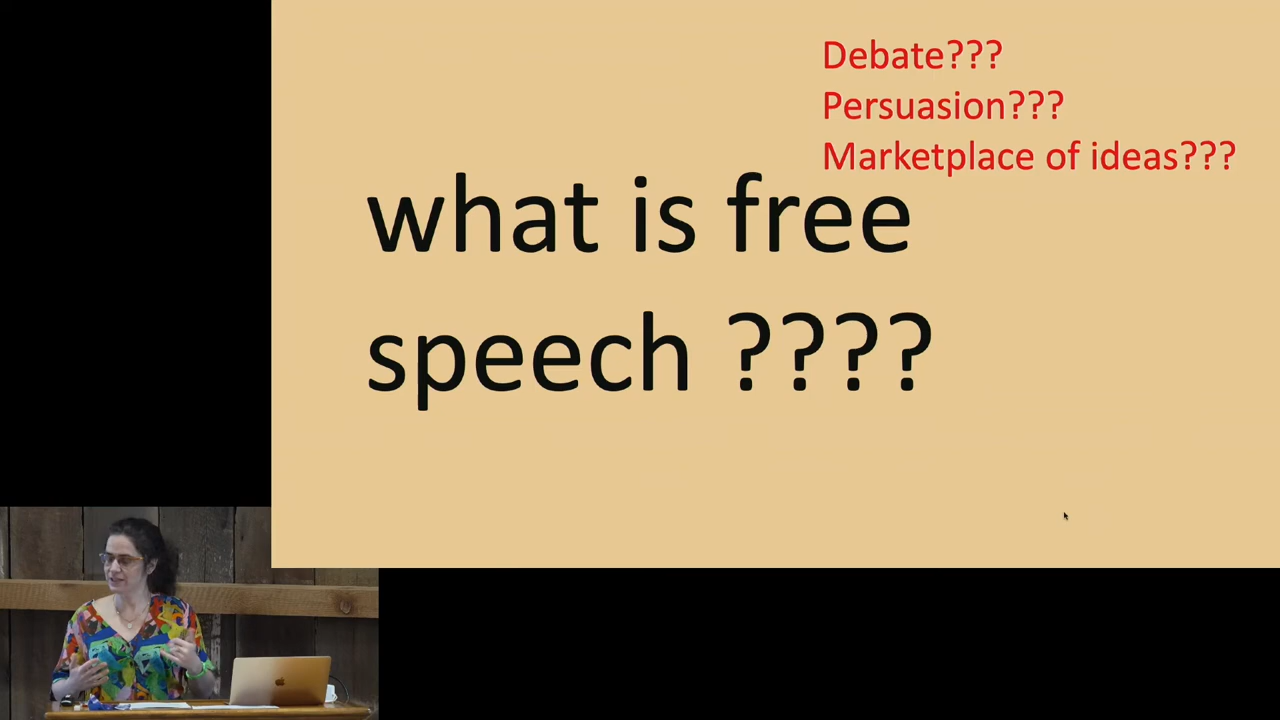 Debate???
Persuasion???
Marketplace of ideas???
what is free
speech ????